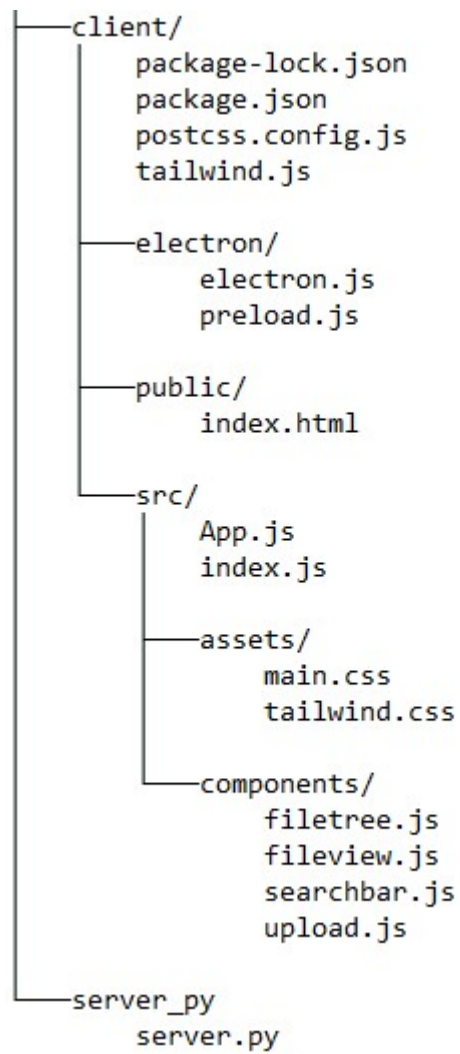 client/
package-lock.json
package.json
postcss.config.js
tailwind.js
electron/
electron.js
preload.js
public/
index.html
src/
App.js
index.js
assets/
main.css
tailwind.css
components/
filetree.js
fileview.js
searchbar.js
upload.js
server_py
server.py